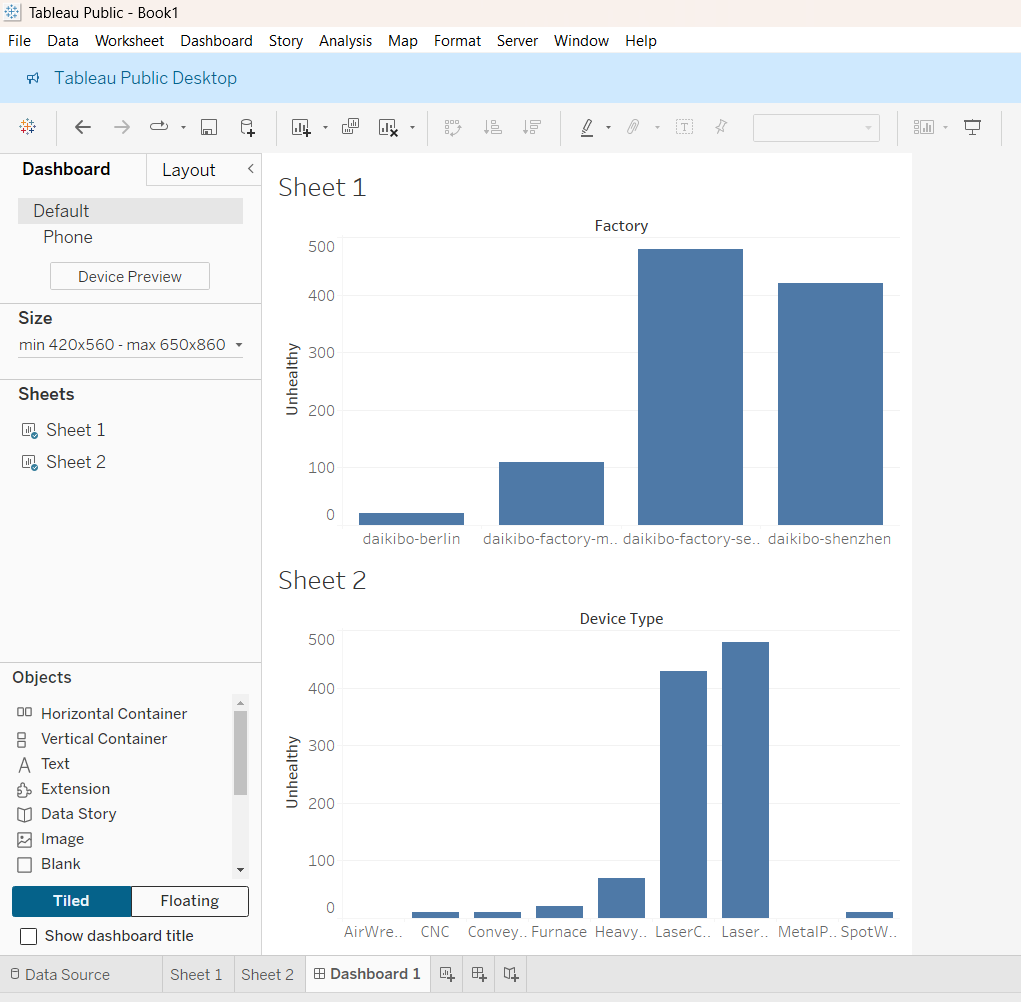 Tableau Public - Book1
File Data Worksheet Dashboard Story Analysis Map Format Server Window Help
Tableau Public Desktop
Dashboard Layout
Default
Phone
Device Preview
Size
min 420x560 - max 650x860
Sheets
Sheet 1
Sheet 2
Objects
Horizontal Container
Vertical Container
Text
Extension
Data Story
Image
Blank
Tiled Floating
Show dashboard title
Sheet 1
Factory
500
400
300
200
100
0
Unhealthy
daikibo-berlin daikibo-factory-m.. daikibo-factory-se.. daikibo-shenzhen
Sheet 2
Device Type
500
400
300
200
100
0
Unhealthy
AirWre.. CNC Convey.. Furnace Heavy.. LaserC.. Laser.. MetalP.. SpotW..
Data Source Sheet 1 Sheet 2 Dashboard 1